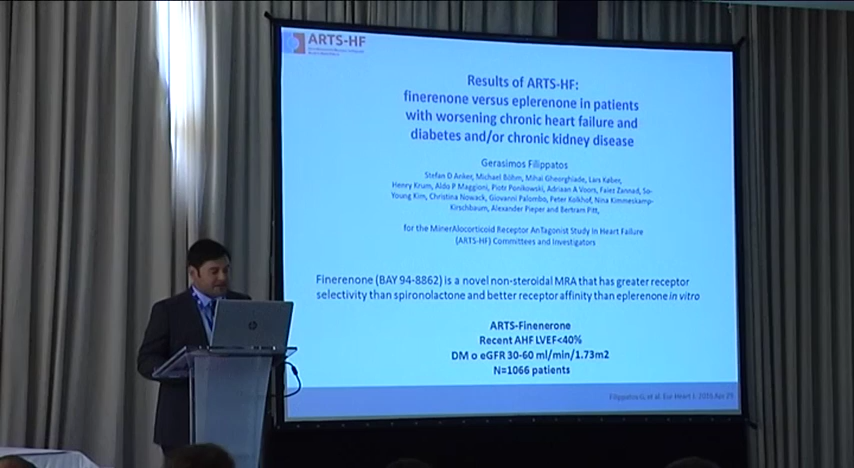 ARTS-HF
Results of ARTS-HF:
finerenone versus eplerenone in patients
with worsening chronic heart failure and
diabetes and/or chronic kidney disease
Gerasimos Filippatos
Stefan D Anker, Michael Böhm, Mihai Gheorghiade, Lars Køber,
Henry Krum, Aldo P Maggioni, Piotr Ponikowski, Adriaan A Voors, Faiez Zannad, So-
Young Kim, Christina Nowack, Giovanni Palombo, Peter Kolkhof, Nina Kimmeskamp-
Kirschbaum, Alexander Pieper and Bertram Pitt,
for the MinerAlocorticoid Receptor AnTagonist Study In Heart Failure
(ARTS-HF) Committees and Investigators
Finerenone (BAY 94-8862) is a novel non-steroidal MRA that has greater receptor
selectivity than spironolactone and better receptor affinity than eplerenone in vitro
ARTS-Finenerone
Recent AHF LVEF<40%
DM o eGFR 30-60 ml/min/1.73m2
N=1066 patients
Filippatos G, et al. Eur Heart J. 2016 Apr 29
hp